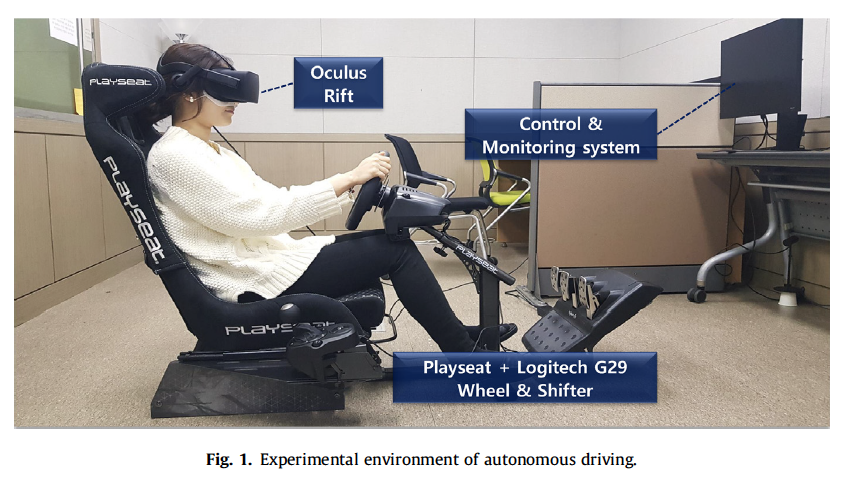 PLAYSEAT
Oculus
Rift
Control &
Monitoring system
PLAYSEAT
PLAYSEAT
PLAYSEAT
Playseat + Logitech G29
Wheel & Shifter
Fig. 1. Experimental environment of autonomous driving.